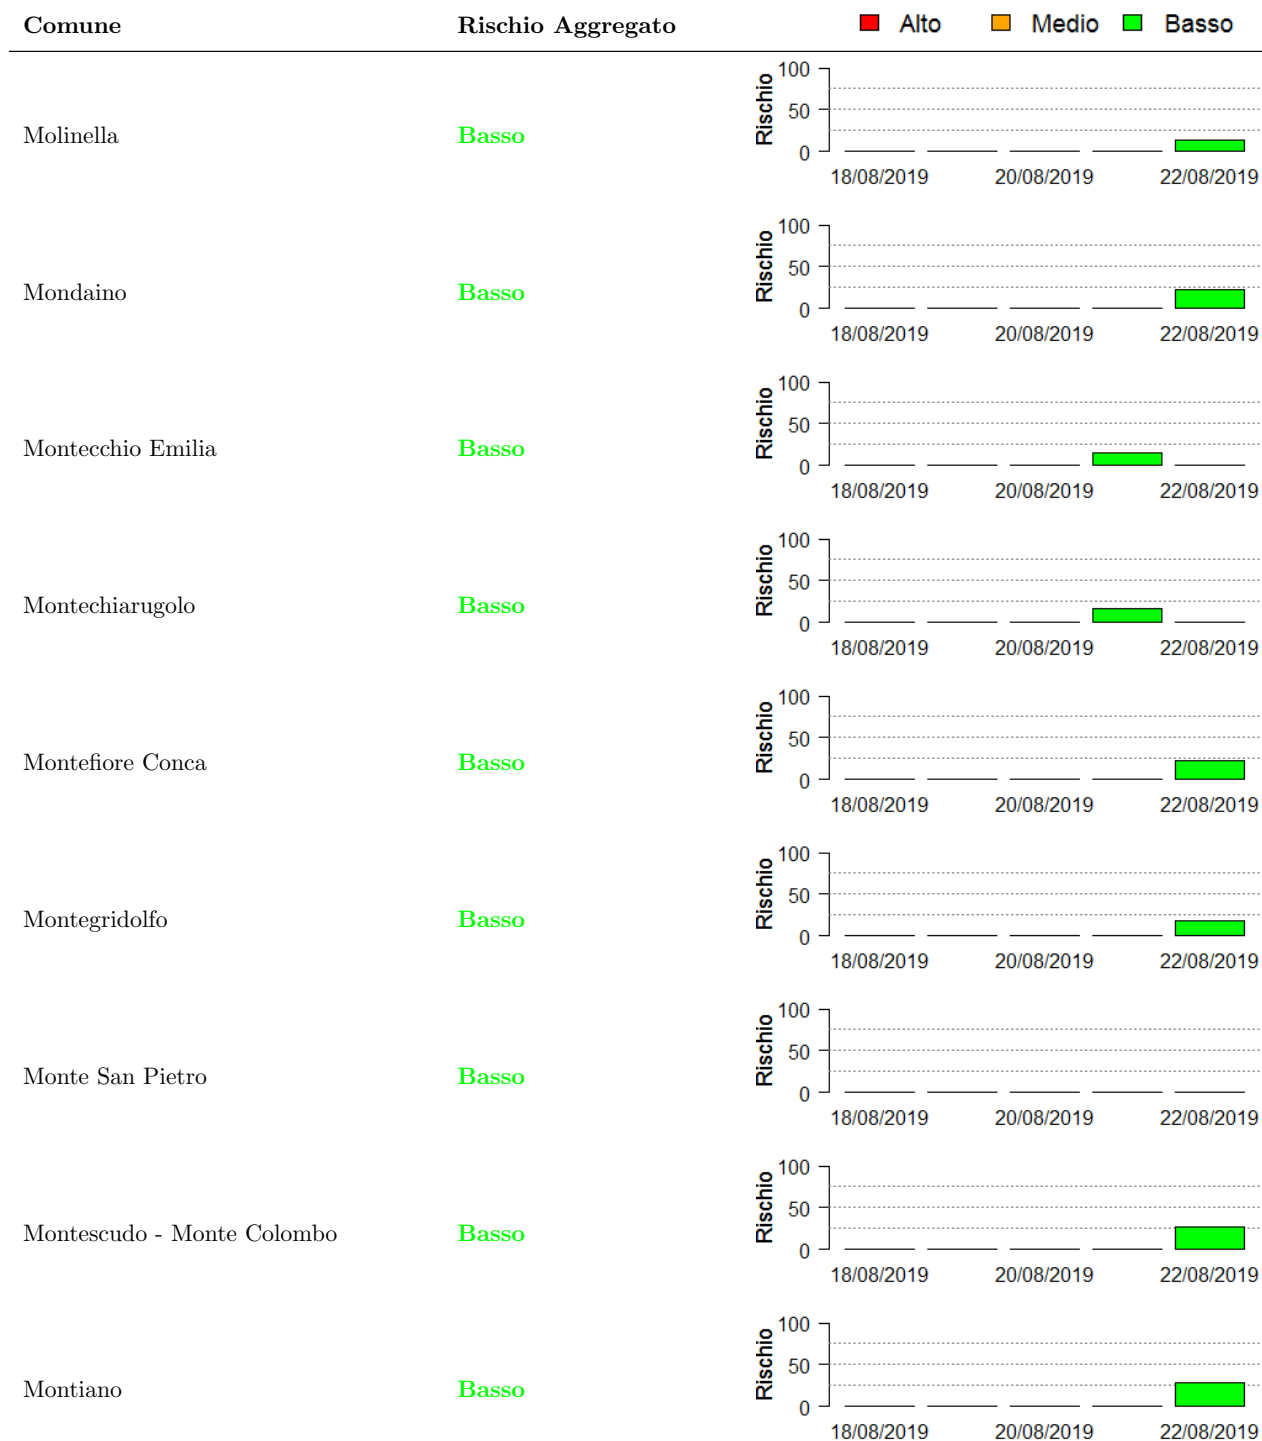 Comune Rischio Aggregato Alto Medio Basso
100
50
0
Rischio
Molinella Basso
18/08/2019 20/08/2019 22/08/2019
100
50
0
Rischio
Mondaino Basso
18/08/2019 20/08/2019 22/08/2019
100
50
0
Rischio
Montecchio Emilia Basso
18/08/2019 20/08/2019 22/08/2019
100
50
0
Rischio
Montechiarugolo Basso
18/08/2019 20/08/2019 22/08/2019
100
50
0
Rischio
Montefiore Conca Basso
18/08/2019 20/08/2019 22/08/2019
100
50
0
Rischio
Montegridolfo Basso
18/08/2019 20/08/2019 22/08/2019
100
50
0
Rischio
Monte San Pietro Basso
18/08/2019 20/08/2019 22/08/2019
100
50
0
Rischio
Montescudo - Monte Colombo Basso
18/08/2019 20/08/2019 22/08/2019
100
50
0
Rischio
Montiano Basso
18/08/2019 20/08/2019 22/08/2019